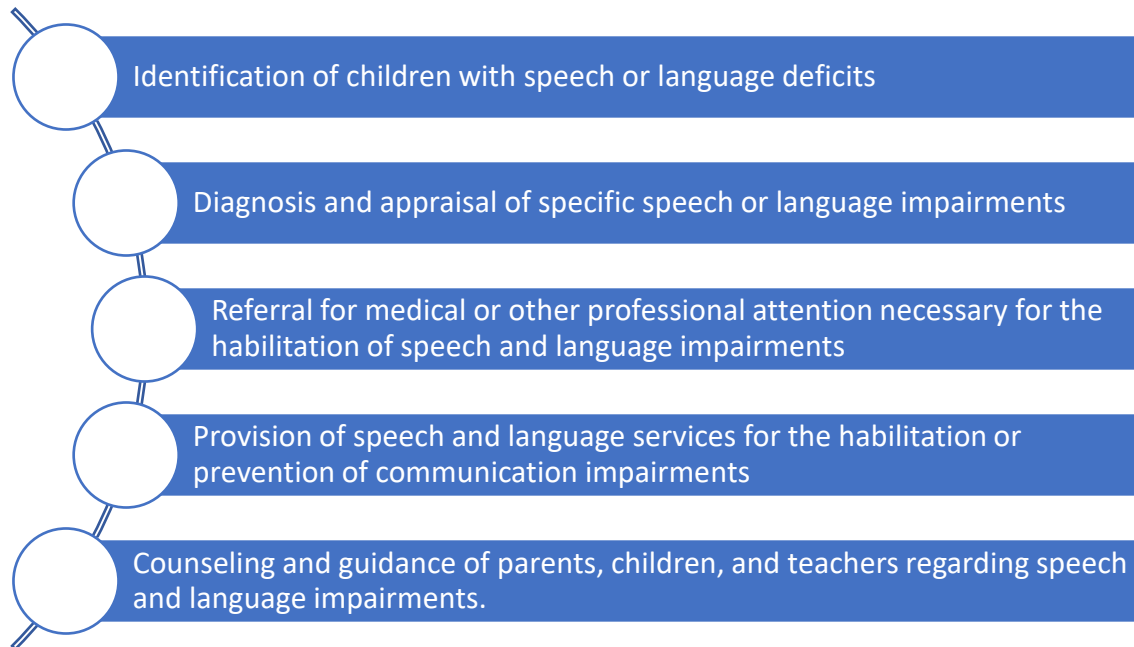 Identification of children with speech or language deficits
Diagnosis and appraisal of specific speech or language impairments
Referral for medical or other professional attention necessary for the
habilitation of speech and language impairments
Provision of speech and language services for the habilitation or
prevention of communication impairments
Counseling and guidance of parents, children, and teachers regarding speech
and language impairments.